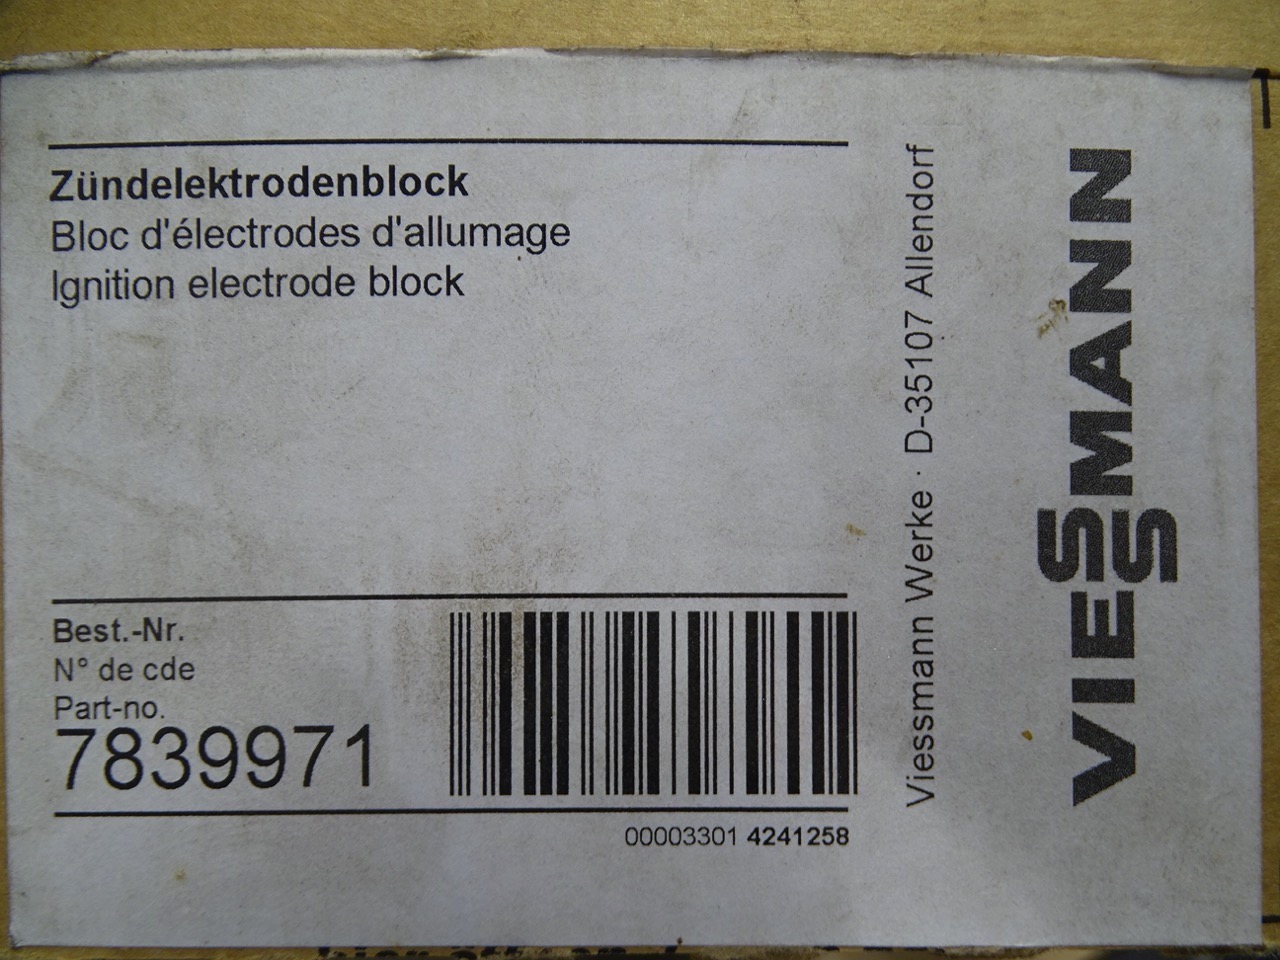 Zündelektrodenblock
Bloc d'électrodes d'allumage
Ignition electrode block
Best.-Nr.
N° de cde
Part-no.
7839971
00003301 4241258
Viessmann Werke · D-35107 Allendorf
VIESSMANN